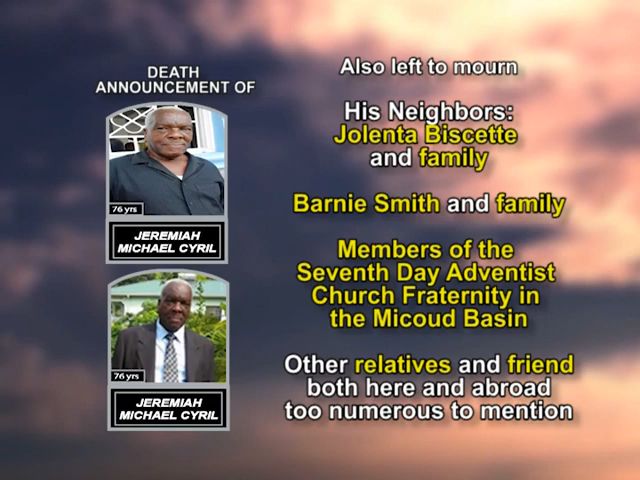 DEATH
ANNOUNCEMENT OF
76 yrs
JEREMIAH
MICHAEL CYRIL
76 yrs
JEREMIAH
MICHAEL CYRIL
Also left to mourn
His Neighbors:
Jolenta Biscette
and family
Barnie Smith and family
Members of the
Seventh Day Adventist
Church Fraternity in
the Micoud Basin
Other relatives and friend
both here and abroad
too numerous to mention